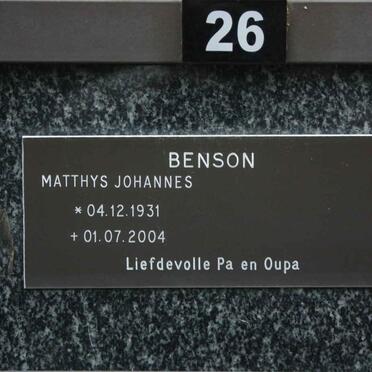 26
BENSON
MATTHYS JOHANNES
* 04.12.1931
+ 01.07.2004
Liefdevolle Pa en Oupa